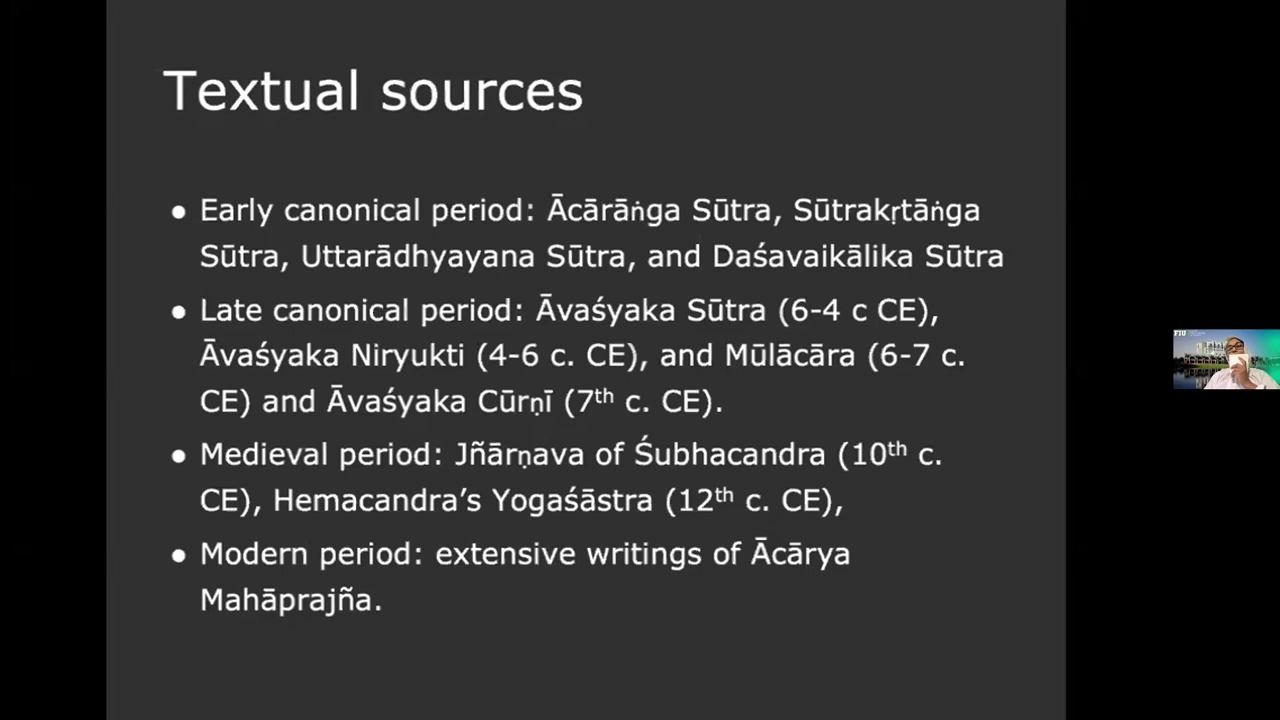 Textual sources
● Early canonical period: Ācārāṅga Sūtra, Sūtrakṛtāṅga
Sūtra, Uttarādhyayana Sūtra, and Daśavaikālika Sūtra
● Late canonical period: Āvaśyaka Sūtra (6-4 c CE),
Āvaśyaka Niryukti (4-6 c. CE), and Mūlācāra (6-7 c.
CE) and Āvaśyaka Cūrṇī (7th c. CE).
● Medieval period: Jñārṇava of Śubhacandra (10th c.
CE), Hemacandra’s Yogaśāstra (12th c. CE),
● Modern period: extensive writings of Ācārya
Mahāprajña.
FIU